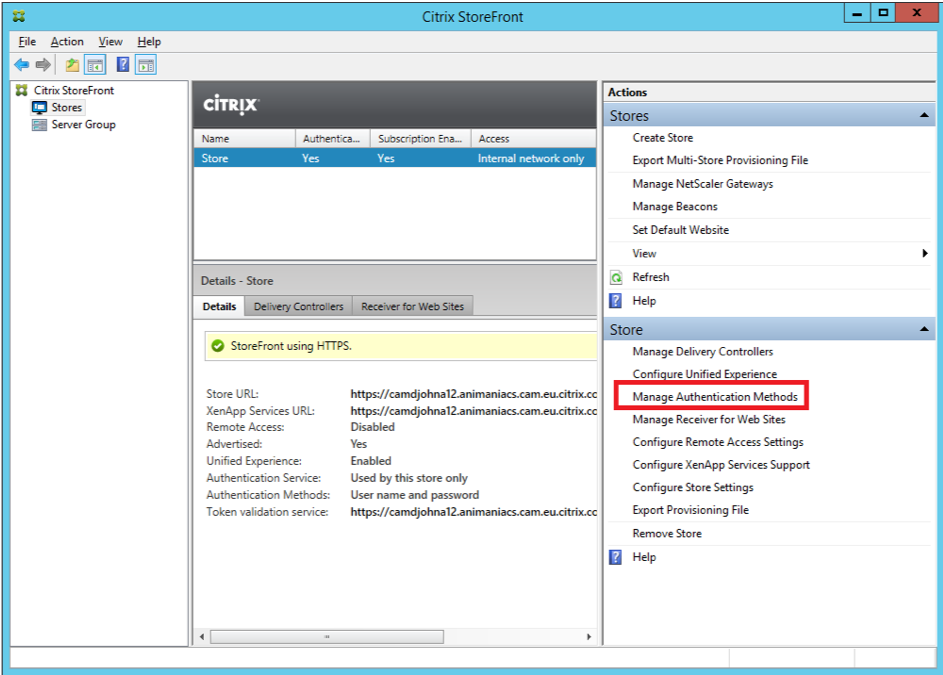 Citrix StoreFront
File Action View Help
Citrix StoreFront
Stores
Server Group
CITRIX
Name Authentica... Subscription Ena... Access
Store Yes Yes Internal network only
Details - Store
Details Delivery Controllers Receiver for Web Sites
StoreFront using HTTPS.
Store URL: https://camdjohna12.animaniacs.cam.eu.citrix.co
XenApp Services URL: https://camdjohna12.animaniacs.cam.eu.citrix.co
Remote Access: Disabled
Advertised: Yes
Unified Experience: Enabled
Authentication Service: Used by this store only
Authentication Methods: User name and password
Token validation service: https://camdjohna12.animaniacs.cam.eu.citrix.co
Actions
Stores
Create Store
Export Multi-Store Provisioning File
Manage NetScaler Gateways
Manage Beacons
Set Default Website
View
Refresh
Help
Store
Manage Delivery Controllers
Configure Unified Experience
Manage Authentication Methods
Manage Receiver for Web Sites
Configure Remote Access Settings
Configure XenApp Services Support
Configure Store Settings
Export Provisioning File
Remove Store
Help